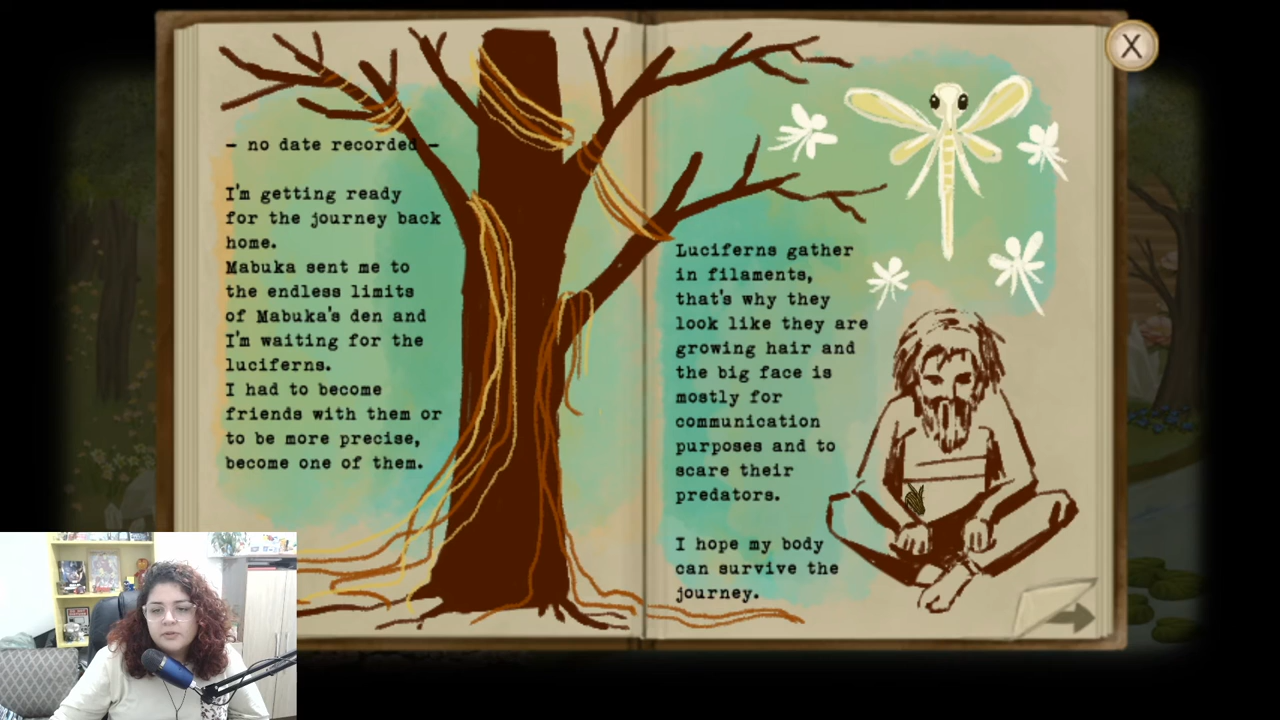 – no date recorded –
I'm getting ready
for the journey back
home.
Mabuka sent me to
the endless limits
of Mabuka's den and
I'm waiting for the
luciferns.
I had to become
friends with them or
to be more precise,
become one of them.
Luciferns gather
in filaments,
that's why they
look like they are
growing hair and
the big face is
mostly for
communication
purposes and to
scare their
predators.
I hope my body
can survive the
journey.
X